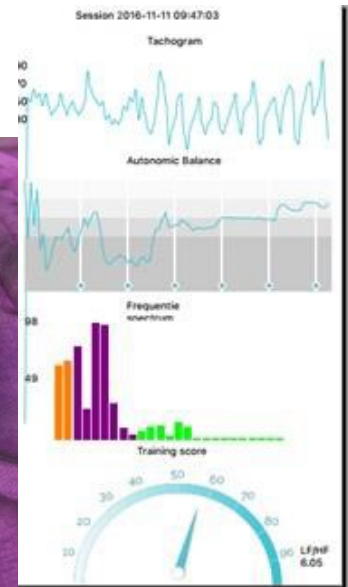 Session 2016-11-11 09:47:03
Tachogram
Autonomic Balance
Frequentie
spectrum
98
49
Training score
10
20
30
40
50
60
70
80
90
LF/HF
6.05